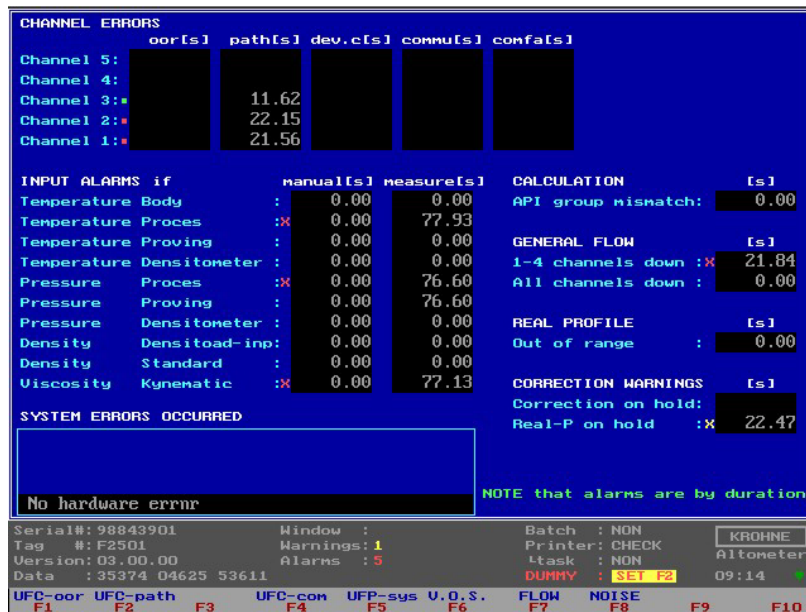 CHANNEL ERRORS
oor[s] path[s] dev.c[s] commu[s] comfa[s]
Channel 5:
Channel 4:
Channel 3: 11.62
Channel 2: 22.15
Channel 1: 21.56
INPUT ALARMS if manual[s] measure[s] CALCULATION [s]
Temperature Body : 0.00 0.00 API group mismatch: 0.00
Temperature Proces :X 0.00 77.93
Temperature Proving : 0.00 0.00 GENERAL FLOW [s]
Temperature Densitometer : 0.00 0.00 1-4 channels down :X 21.84
Pressure Proces :X 0.00 76.60 All channels down : 0.00
Pressure Proving : 0.00 76.60
Pressure Densitometer : 0.00 0.00 REAL PROFILE [s]
Density Densitoad-inp: 0.00 0.00 Out of range : 0.00
Density Standard : 0.00 0.00
Viscosity Kynematic :X 0.00 77.13 CORRECTION WARNINGS [s]
Correction on hold:
SYSTEM ERRORS OCCURRED Real-P on hold :X 22.47
NOTE that alarms are by duration
No hardware errnr
Serial#: 98843901 Window : Batch : NON KROHNE
Tag #: F2501 Warnings: 1 Printer: CHECK
Version: 03.00.00 Alarms : 5 Ltask : NON Altometer
Data : 35374 04625 53611 DUMMY : SET F2 09:14
UFC-oor UFC-path UFC-com UFP-sys V.O.S. FLOW NOISE
F1 F2 F3 F4 F5 F6 F7 F8 F9 F10